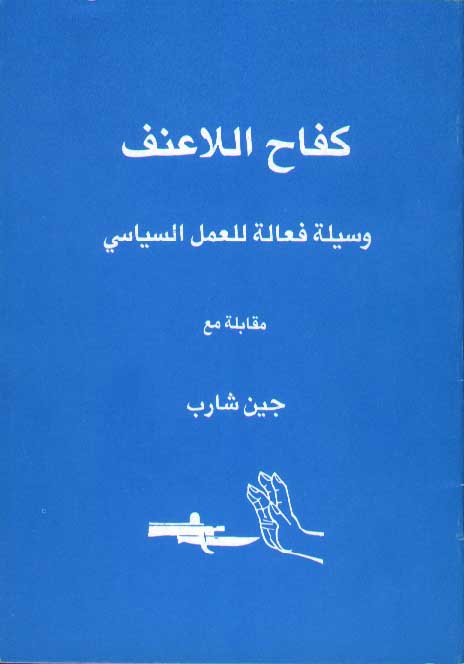 كفاح اللاعنف
وسيلة فعالة للعمل السياسي
مقابلة مع
جين شارب